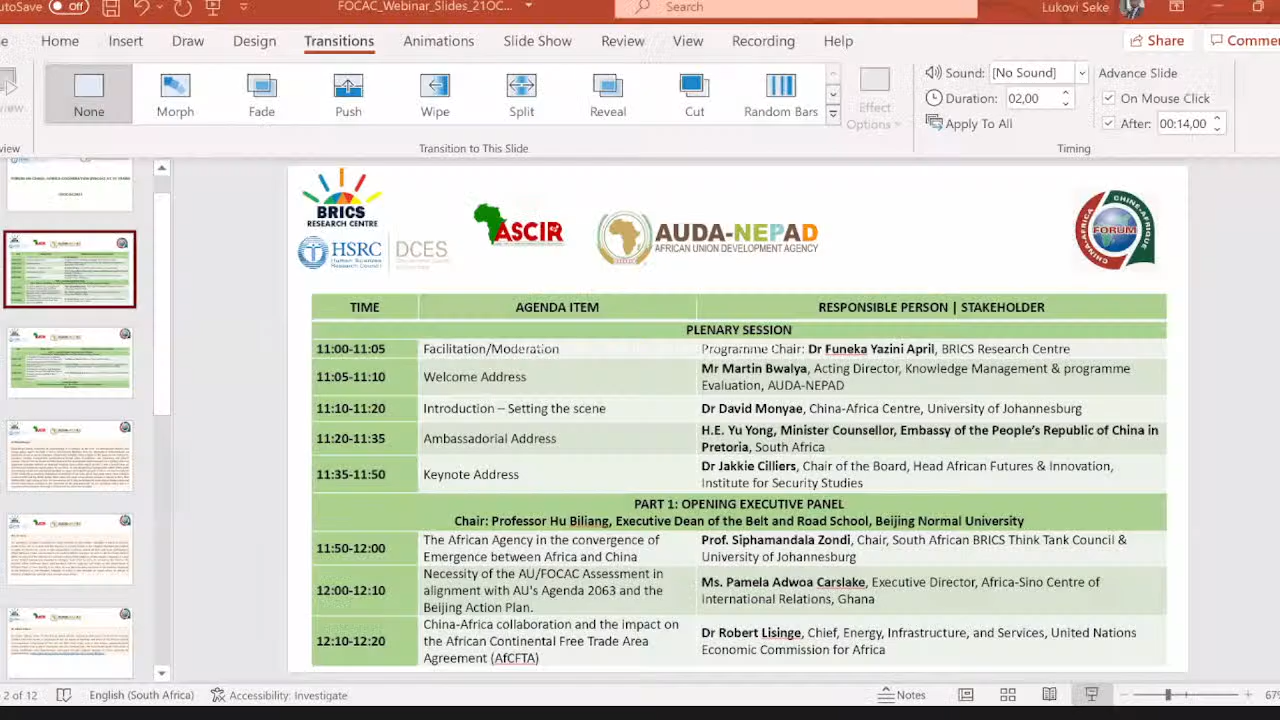 utoSave Off FOCAC_Webinar_Slides_21OC... Search Lukovi Seke
Home Insert Draw Design Transitions Animations Slide Show Review View Recording Help Share Comme
None Morph Fade Push Wipe Split Reveal Cut Random Bars
Effect
Options
Sound: [No Sound]
Duration: 02,00
Apply To All
Advance Slide
On Mouse Click
After: 00:14,00
view Transition to This Slide Timing
BRICS
RESEARCH CENTRE
HSRC
Human Sciences
Research Council
DCES
ASCIR
AUDA-NEPAD
AFRICAN UNION DEVELOPMENT AGENCY
CHINE-AFRIQUE
FORUM
CHINA-AFRICA
TIME AGENDA ITEM RESPONSIBLE PERSON | STAKEHOLDER
PLENARY SESSION
11:00-11:05 Facilitation/Moderation Programme Chair: Dr Funeka Yazini April, BRICS Research Centre
11:05-11:10 Welcome Address Mr Martin Bwalya, Acting Director, Knowledge Management & programme
Evaluation, AUDA-NEPAD
11:10-11:20 Introduction – Setting the scene Dr David Monyae, China-Africa Centre, University of Johannesburg
11:20-11:35 Ambassadorial Address H.E. Yu Yong, Minister Counsellor, Embassy of the People's Republic of China in
Pretoria, South Africa
11:35-11:50 Keynote Address Dr Jakkie Cilliers, Chair of the Board, Head African Futures & Innovation,
Institute for Security Studies
PART 1: OPENING EXECUTIVE PANEL
Chair: Professor Hu Biliang, Executive Dean of the Belt and Road School, Beijing Normal University
11:50-12:00 The African Agency in the convergence of
Emergence between Africa and China
Prof. Siphamandla Zondi, Chair, South African BRICS Think Tank Council &
University of Johannesburg
12:00-12:10 Necessity of the AU/FOCAC Assessment in
alignment with AU's Agenda 2063 and the
Beijing Action Plan.
Ms. Pamela Adwoa Carslake, Executive Director, Africa-Sino Centre of
International Relations, Ghana
12:10-12:20 China-Africa collaboration and the impact on
the African Continental Free Trade Area
Agreement (AfCFTA)
Dr Robert Lisinge, Chief, Energy, Infrastructure, and Services, United Nations
Economic Commission for Africa
2 of 12 English (South Africa) Accessibility: Investigate Notes 67%